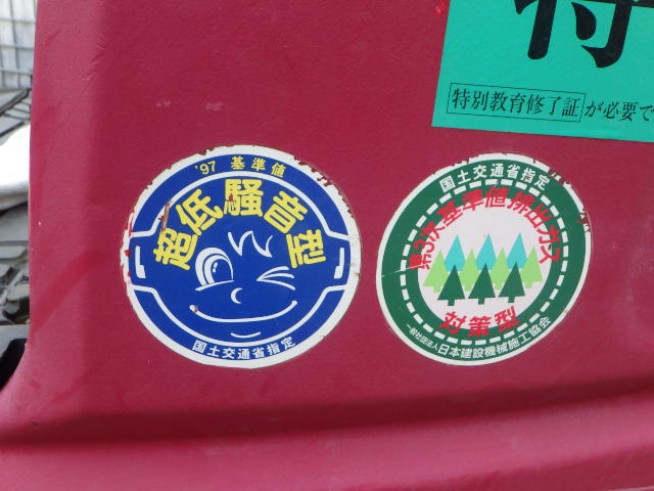 特
特別教育修了証が必要で
'97 基準値
超低騒音型
国土交通省指定
国土交通省指定
第3次基準値排出ガス
対策型
一般社団法人日本建設機械施工協会